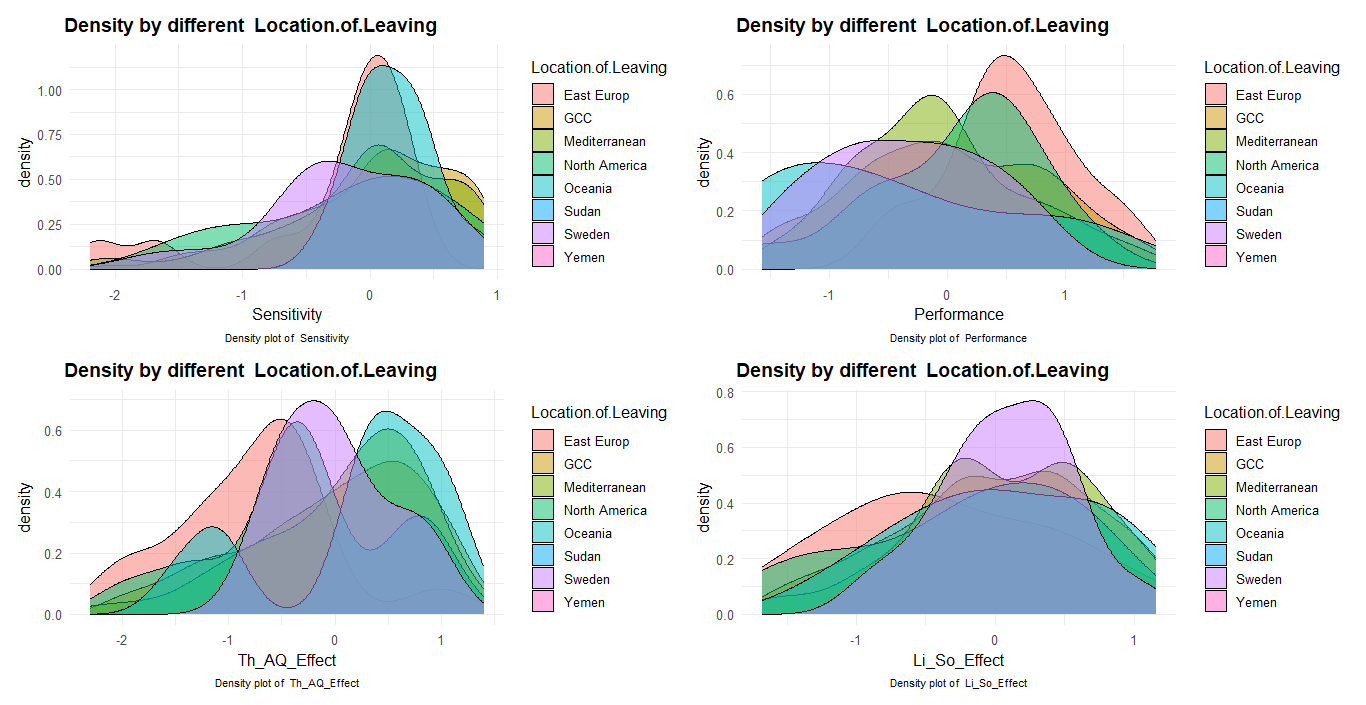 Density by different  Location.of.Leaving
density
1.00
0.75
0.50
0.25
0.00
-2
-1
0
1
Sensitivity
Density plot of  Sensitivity
Location.of.Leaving
East Europ
GCC
Mediterranean
North America
Oceania
Sudan
Sweden
Yemen
Density by different  Location.of.Leaving
density
0.6
0.4
0.2
0.0
-1
0
1
Performance
Density plot of  Performance
Location.of.Leaving
East Europ
GCC
Mediterranean
North America
Oceania
Sudan
Sweden
Yemen
Density by different  Location.of.Leaving
density
0.6
0.4
0.2
0.0
-2
-1
0
1
Th_AQ_Effect
Density plot of  Th_AQ_Effect
Location.of.Leaving
East Europ
GCC
Mediterranean
North America
Oceania
Sudan
Sweden
Yemen
Density by different  Location.of.Leaving
density
0.8
0.6
0.4
0.2
0.0
-1
0
1
Li_So_Effect
Density plot of  Li_So_Effect
Location.of.Leaving
East Europ
GCC
Mediterranean
North America
Oceania
Sudan
Sweden
Yemen